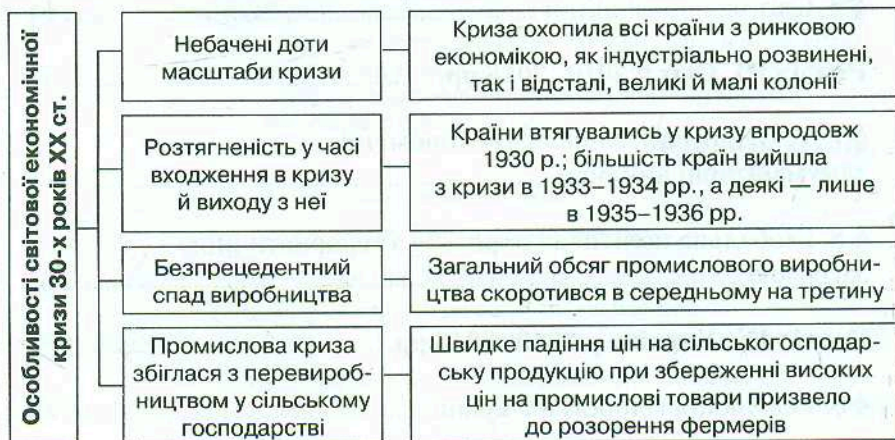 Особливості світової економічної
кризи 30-х років ХХ ст.
Небачені доти
масштаби кризи
Криза охопила всі країни з ринковою
економікою, як індустріально розвинені,
так і відсталі, великі й малі колонії
Розтягненість у часі
входження в кризу
й виходу з неї
Країни втягувались у кризу впродовж
1930 р.; більшість країн вийшла
з кризи в 1933–1934 рр., а деякі — лише
в 1935–1936 рр.
Безпрецедентний
спад виробництва
Загальний обсяг промислового виробни-
цтва скоротився в середньому на третину
Промислова криза
збіглася з перевироб-
ництвом у сільському
господарстві
Швидке падіння цін на сільськогосподар-
ську продукцію при збереженні високих
цін на промислові товари призвело
до розорення фермерів